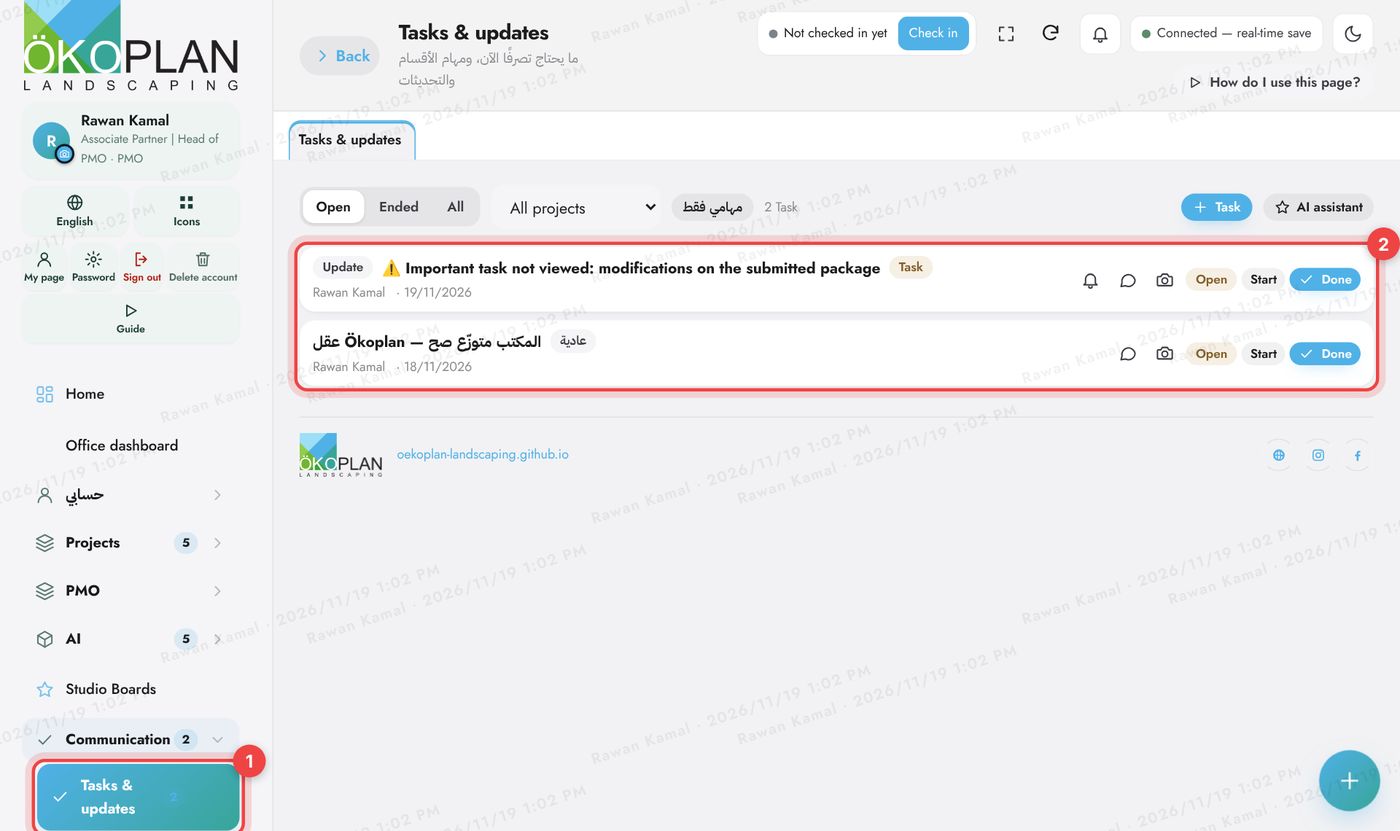 ÖKOPLAN
LANDSCAPING
R
Rawan Kamal
Associate Partner | Head of
PMO · PMO
English
Icons
My page
Password
Sign out
Delete account
Guide
Home
Office dashboard
حسابي
Projects 5
PMO
AI 5
Studio Boards
Communication 2
1
Tasks &
updates 2
Back
Tasks & updates
ما يحتاج تصرفًا الآن، ومهام الأقسام
والتحديثات
Not checked in yet
Check in
Connected — real-time save
How do I use this page?
Tasks & updates
Open
Ended
All
All projects
مهامي فقط
2 Task
+ Task
AI assistant
2
Update ⚠️ Important task not viewed: modifications on the submitted package Task
Rawan Kamal · 19/11/2026
Open Start ✓ Done
عقل Ökoplan — المكتب متوزّع صح عادية
Rawan Kamal · 18/11/2026
Open Start ✓ Done
ÖKOPLAN
LANDSCAPING
oekoplan-landscaping.github.io
+
Rawan Kamal · 2026/11/19 1:02 PM